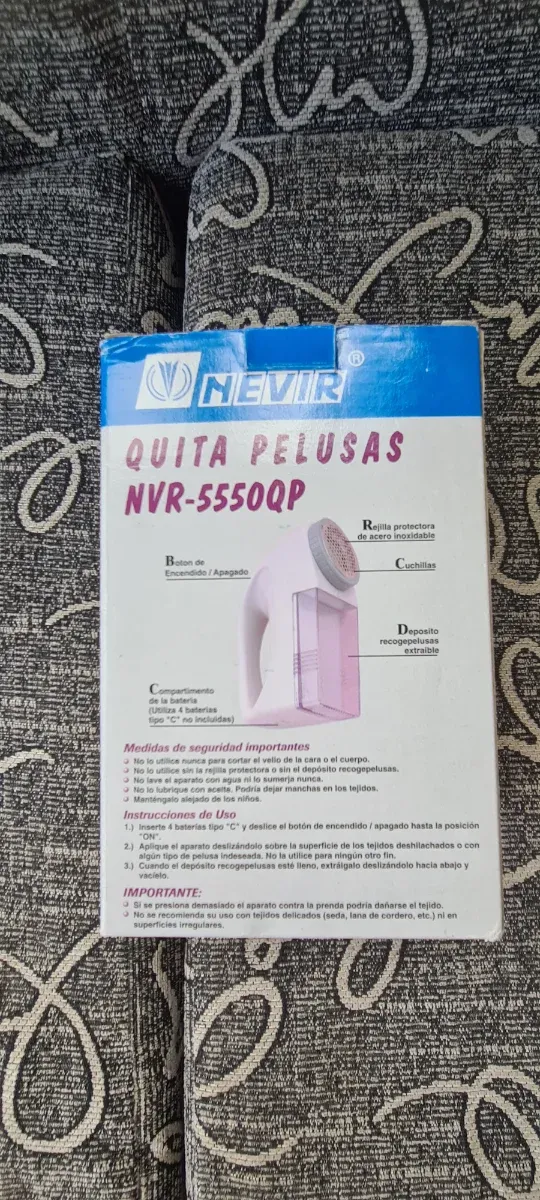 NEVIR®
QUITA PELUSAS
NVR-5550QP
Rejilla protectora
de acero inoxidable
Boton de
Encendido / Apagado
Cuchillas
Deposito
recogepelusas
extraible
Compartimento
de la bateria
(Utiliza 4 baterias
tipo "C" no incluidas)
Medidas de seguridad importantes
No lo utilice nunca para cortar el vello de la cara o el cuerpo.
No lo utilice sin la rejilla protectora o sin el depósito recogepelusas.
No lave el aparato con agua ni lo sumerja nunca.
No lo lubrique con aceite. Podría dejar manchas en los tejidos.
Manténgalo alejado de los niños.
Instrucciones de Uso
1.) Inserte 4 baterías tipo "C" y deslice el botón de encendido / apagado hasta la posición
"ON".
2.) Aplique el aparato deslizándolo sobre la superficie de los tejidos deshilachados o con
algún tipo de pelusa indeseada. No la utilice para ningún otro fin.
3.) Cuando el depósito recogepelusas esté lleno, extráigalo deslizándolo hacia abajo y
vacíelo.
IMPORTANTE:
Si se presiona demasiado el aparato contra la prenda podría dañarse el tejido.
No se recomienda su uso con tejidos delicados (seda, lana de cordero, etc.) ni en
superficies irregulares.